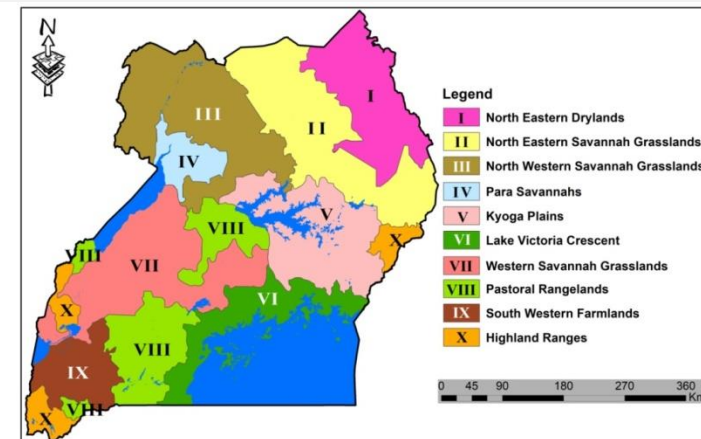 N
I
II
III
IV
V
VIII
VIII
X
VII
VI
X
VIII
IX
VIII
X
Legend
I North Eastern Drylands
II North Eastern Savannah Grasslands
III North Western Savannah Grasslands
IV Para Savannahs
V Kyoga Plains
VI Lake Victoria Crescent
VII Western Savannah Grasslands
VIII Pastoral Rangelands
IX South Western Farmlands
X Highland Ranges
0 45 90 180 270 360
Km